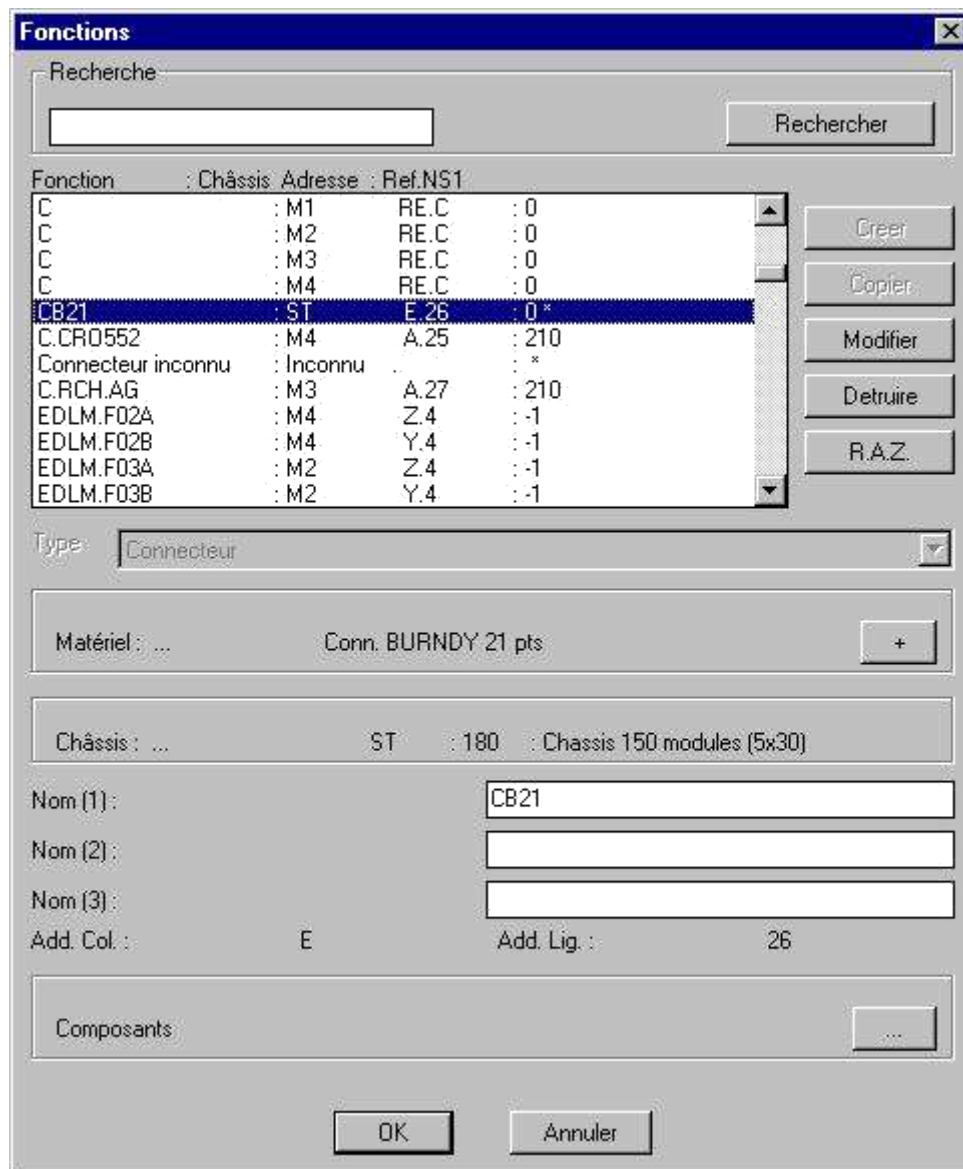 Fonctions
Recherche
Rechercher
Fonction : Châssis Adresse : Ref.NS1
C : M1 RE.C : 0
C : M2 RE.C : 0
C : M3 RE.C : 0
C : M4 RE.C : 0
CB21 : ST E.26 : 0 *
C.CRO552 : M4 A.25 : 210
Connecteur inconnu : Inconnu .. : *
C.RCH.AG : M3 A.27 : 210
EDLM.F02A : M4 Z.4 : -1
EDLM.F02B : M4 Y.4 : -1
EDLM.F03A : M2 Z.4 : -1
EDLM.F03B : M2 Y.4 : -1
Creer
Copier
Modifier
Detruire
R.A.Z.
Type : Connecteur
Matériel : ... Conn. BURNDY 21 pts +
Châssis : ... ST : 180 : Chassis 150 modules (5x30)
Nom (1) : CB21
Nom (2) :
Nom (3) :
Add. Col. : E Add. Lig. : 26
Composants ...
OK Annuler